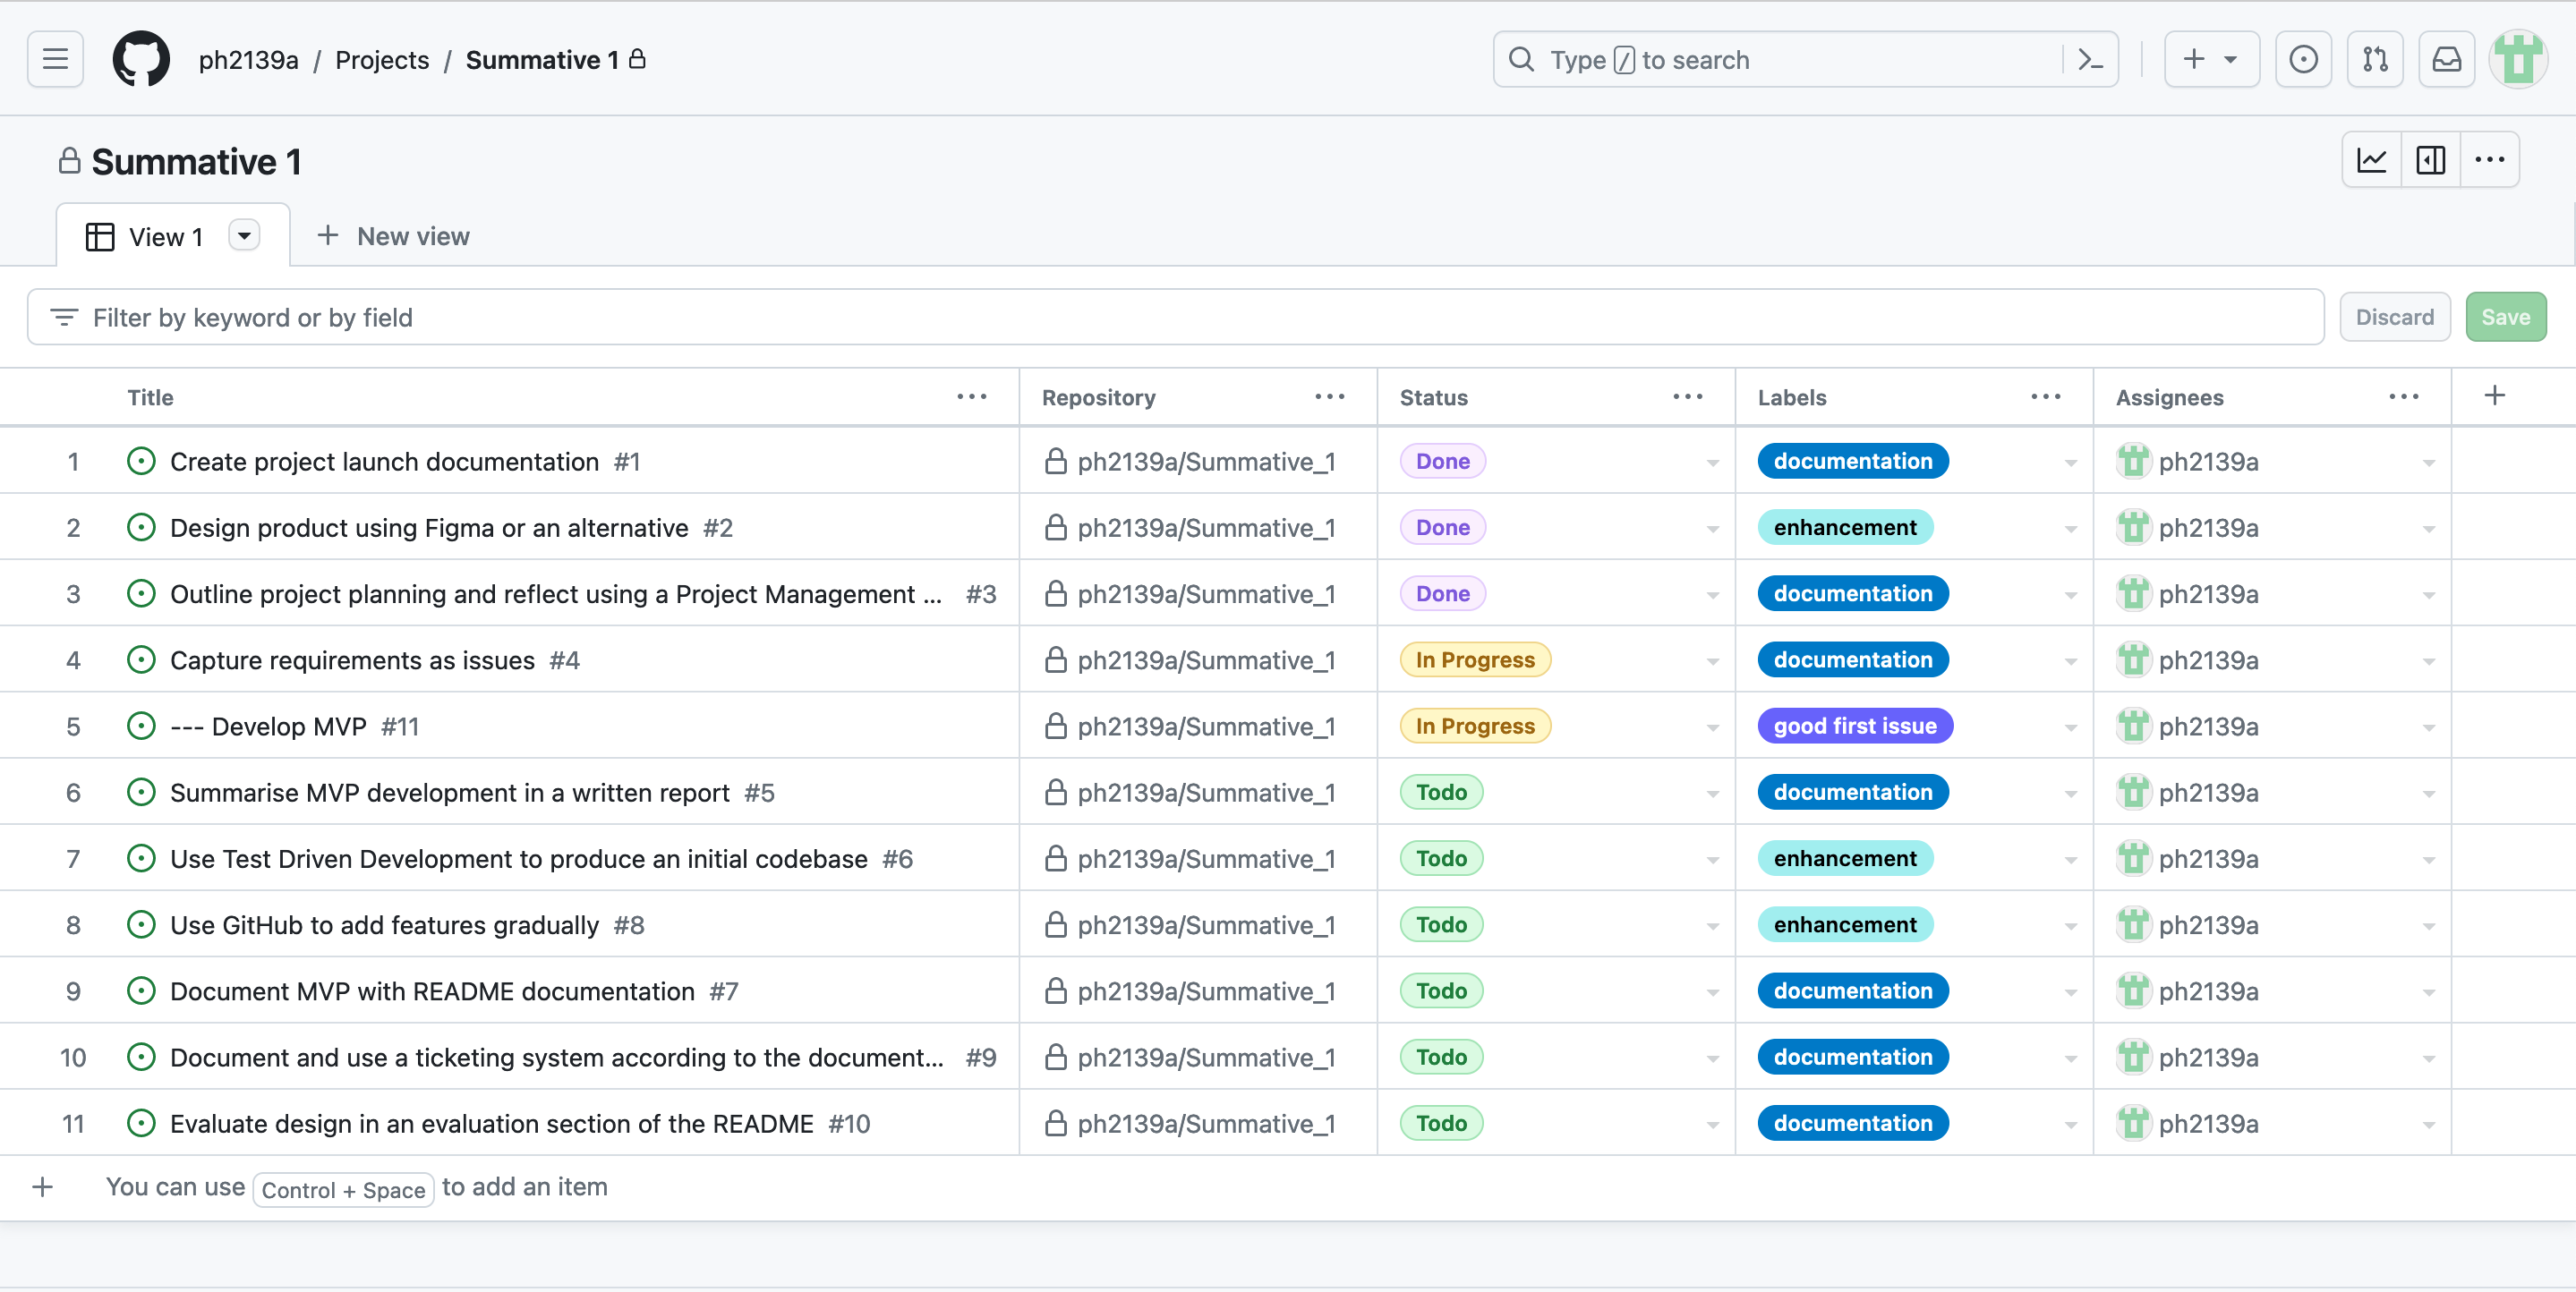 ph2139a / Projects / Summative 1 Type / to search
Summative 1
View 1 New view
Filter by keyword or by field Discard Save
Title Repository Status Labels Assignees
1 Create project launch documentation #1 ph2139a/Summative_1 Done documentation ph2139a
2 Design product using Figma or an alternative #2 ph2139a/Summative_1 Done enhancement ph2139a
3 Outline project planning and reflect using a Project Management ... #3 ph2139a/Summative_1 Done documentation ph2139a
4 Capture requirements as issues #4 ph2139a/Summative_1 In Progress documentation ph2139a
5 --- Develop MVP #11 ph2139a/Summative_1 In Progress good first issue ph2139a
6 Summarise MVP development in a written report #5 ph2139a/Summative_1 Todo documentation ph2139a
7 Use Test Driven Development to produce an initial codebase #6 ph2139a/Summative_1 Todo enhancement ph2139a
8 Use GitHub to add features gradually #8 ph2139a/Summative_1 Todo enhancement ph2139a
9 Document MVP with README documentation #7 ph2139a/Summative_1 Todo documentation ph2139a
10 Document and use a ticketing system according to the document... #9 ph2139a/Summative_1 Todo documentation ph2139a
11 Evaluate design in an evaluation section of the README #10 ph2139a/Summative_1 Todo documentation ph2139a
+ You can use Control + Space to add an item